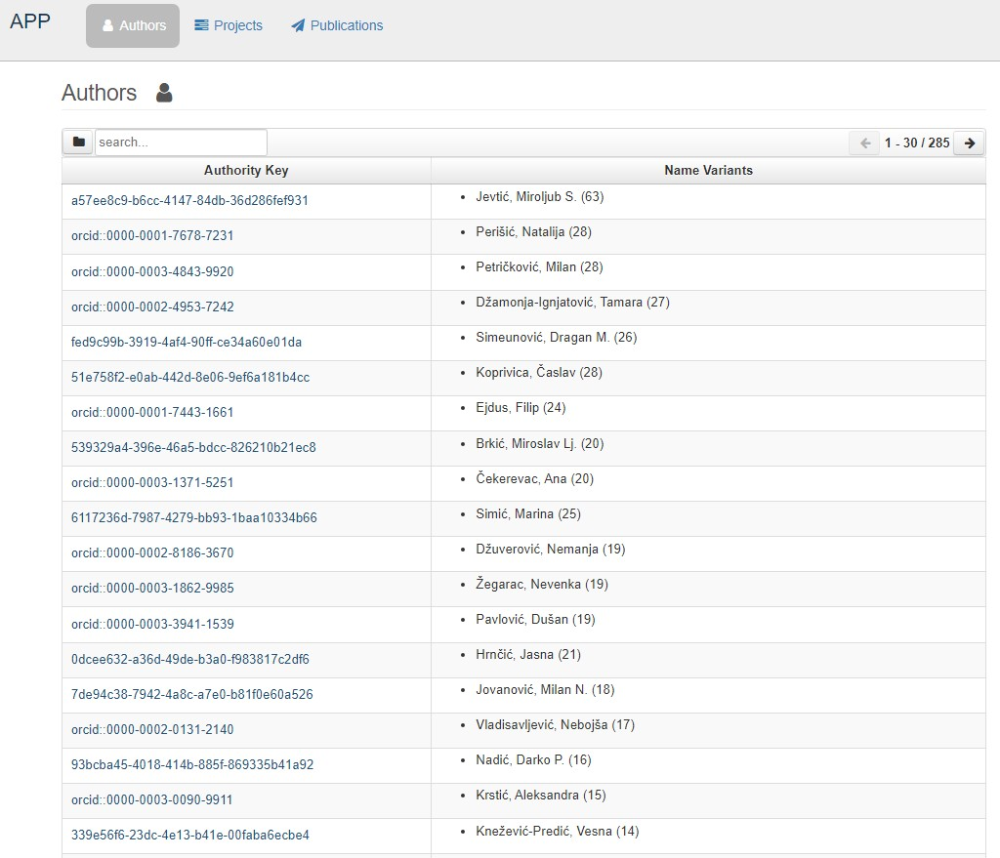 APP Authors Projects Publications
Authors
search... 1 - 30 / 285
Authority Key Name Variants
a57ee8c9-b6cc-4147-84db-36d286fef931 • Jevtić, Miroljub S. (63)
orcid::0000-0001-7678-7231 • Perišić, Natalija (28)
orcid::0000-0003-4843-9920 • Petričković, Milan (28)
orcid::0000-0002-4953-7242 • Džamonja-Ignjatović, Tamara (27)
fed9c99b-3919-4af4-90ff-ce34a60e01da • Simeunović, Dragan M. (26)
51e758f2-e0ab-442d-8e06-9ef6a181b4cc • Koprivica, Časlav (28)
orcid::0000-0001-7443-1661 • Ejdus, Filip (24)
539329a4-396e-46a5-bdcc-826210b21ec8 • Brkić, Miroslav Lj. (20)
orcid::0000-0003-1371-5251 • Čekerevac, Ana (20)
6117236d-7987-4279-bb93-1baa10334b66 • Simić, Marina (25)
orcid::0000-0002-8186-3670 • Džuverović, Nemanja (19)
orcid::0000-0003-1862-9985 • Žegarac, Nevenka (19)
orcid::0000-0003-3941-1539 • Pavlović, Dušan (19)
0dcee632-a36d-49de-b3a0-f983817c2df6 • Hrnčić, Jasna (21)
7de94c38-7942-4a8c-a7e0-b81f0e60a526 • Jovanović, Milan N. (18)
orcid::0000-0002-0131-2140 • Vladisavljević, Nebojša (17)
93bcba45-4018-414b-885f-869335b41a92 • Nadić, Darko P. (16)
orcid::0000-0003-0090-9911 • Krstić, Aleksandra (15)
339e56f6-23dc-4e13-b41e-00faba6ecbe4 • Knežević-Predić, Vesna (14)